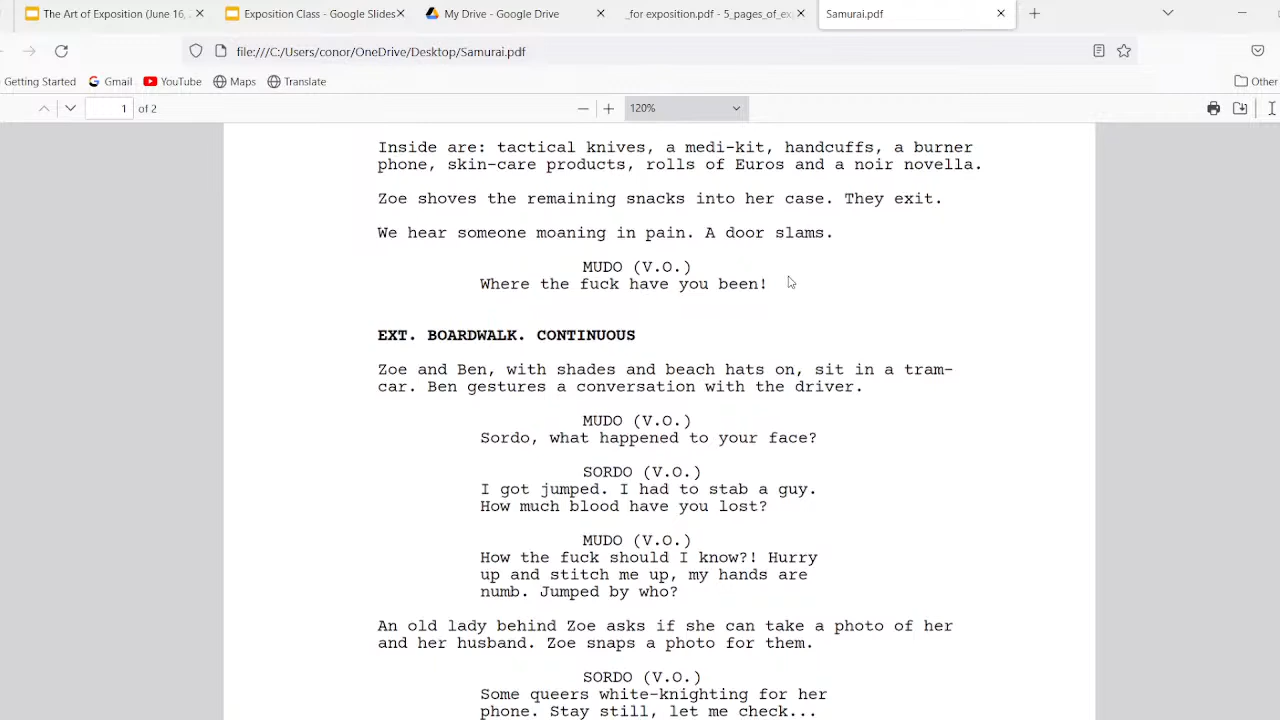 The Art of Exposition (June 16,
Exposition Class - Google Slides
My Drive - Google Drive
_for exposition.pdf - 5_pages_of_ex
Samurai.pdf
file:///C:/Users/conor/OneDrive/Desktop/Samurai.pdf
Getting Started
Gmail
YouTube
Maps
Translate
Other
1 of 2
120%
Inside are: tactical knives, a medi-kit, handcuffs, a burner
phone, skin-care products, rolls of Euros and a noir novella.
Zoe shoves the remaining snacks into her case. They exit.
We hear someone moaning in pain. A door slams.
MUDO (V.O.)
Where the fuck have you been!
EXT. BOARDWALK. CONTINUOUS
Zoe and Ben, with shades and beach hats on, sit in a tram-
car. Ben gestures a conversation with the driver.
MUDO (V.O.)
Sordo, what happened to your face?
SORDO (V.O.)
I got jumped. I had to stab a guy.
How much blood have you lost?
MUDO (V.O.)
How the fuck should I know?! Hurry
up and stitch me up, my hands are
numb. Jumped by who?
An old lady behind Zoe asks if she can take a photo of her
and her husband. Zoe snaps a photo for them.
SORDO (V.O.)
Some queers white-knighting for her
phone. Stay still, let me check...